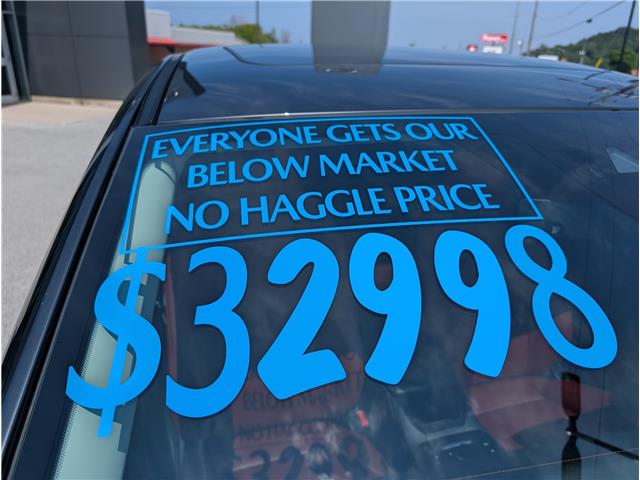 EVERYONE GETS OUR
BELOW MARKET
NO HAGGLE PRICE
$32998